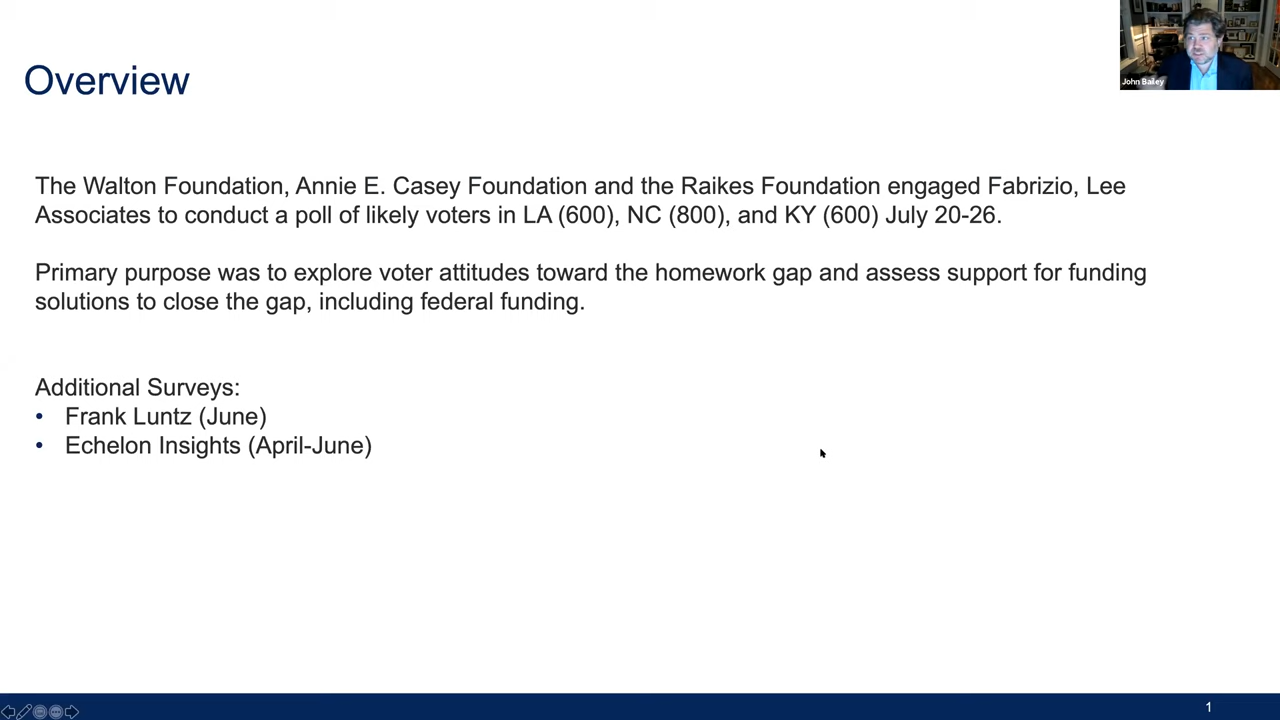 Overview
John Bailey
The Walton Foundation, Annie E. Casey Foundation and the Raikes Foundation engaged Fabrizio, Lee
Associates to conduct a poll of likely voters in LA (600), NC (800), and KY (600) July 20-26.
Primary purpose was to explore voter attitudes toward the homework gap and assess support for funding
solutions to close the gap, including federal funding.
Additional Surveys:
• Frank Luntz (June)
• Echelon Insights (April-June)
1